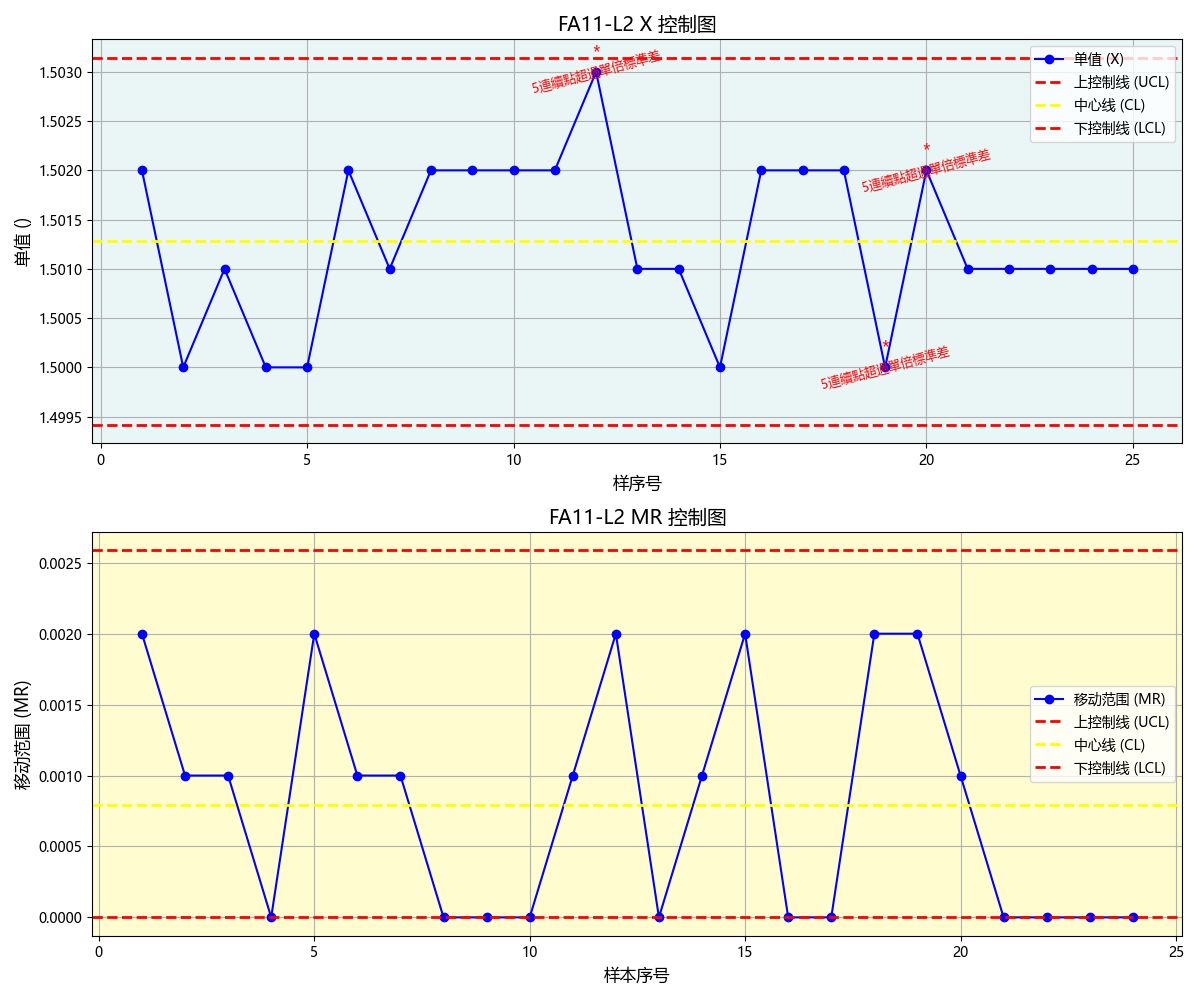 FA11-L2 X 控制图
单值 ()
1.5030
1.5025
1.5020
1.5015
1.5010
1.5005
1.5000
1.4995
*
5連續點超過單倍標準差
*
5連續點超過單倍標準差
*
5連續點超過單倍標準差
单值 (X)
上控制线 (UCL)
中心线 (CL)
下控制线 (LCL)
0
5
10
15
20
25
样序号
FA11-L2 MR 控制图
移动范围 (MR)
0.0025
0.0020
0.0015
0.0010
0.0005
0.0000
移动范围 (MR)
上控制线 (UCL)
中心线 (CL)
下控制线 (LCL)
0
5
10
15
20
25
样本序号